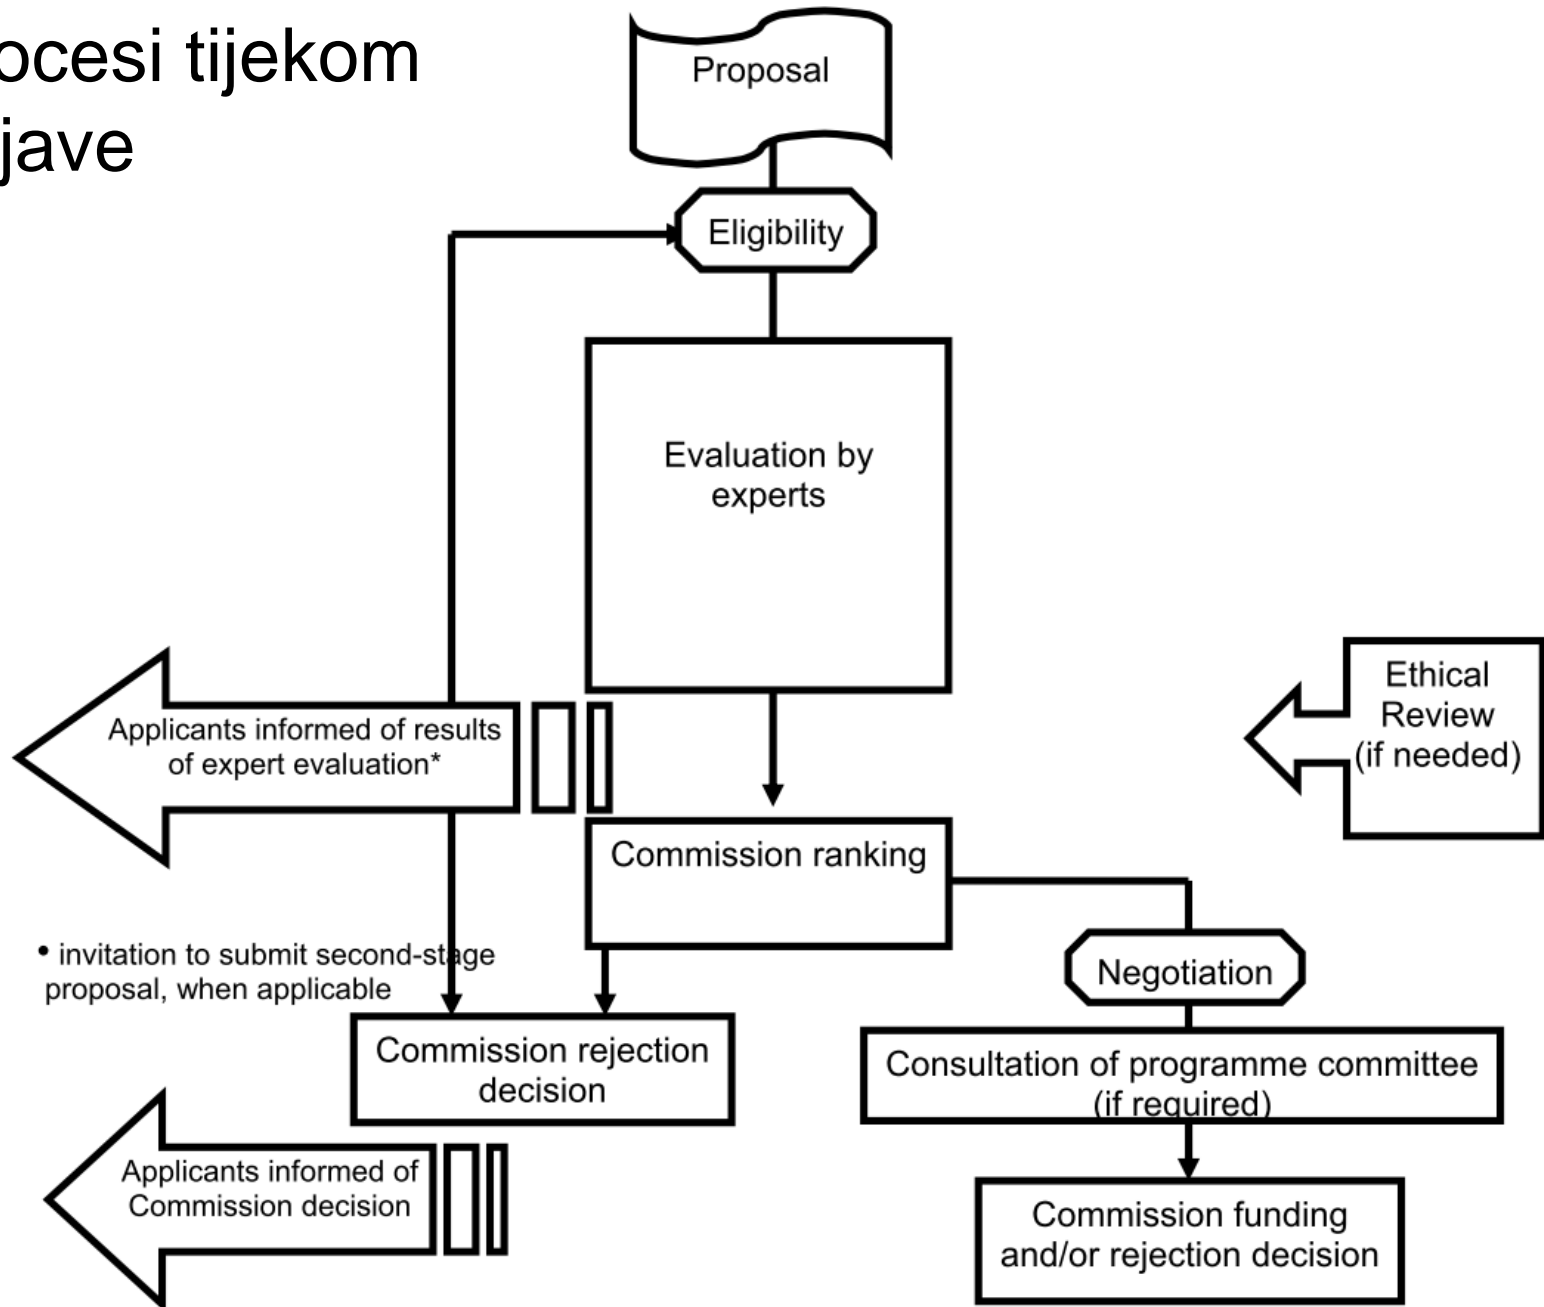 ocesi tijekom
jave
Proposal
Eligibility
Evaluation by
experts
Ethical
Review
(if needed)
Applicants informed of results
of expert evaluation*
Commission ranking
• invitation to submit second-stage
proposal, when applicable
Negotiation
Commission rejection
decision
Consultation of programme committee
(if required)
Applicants informed of
Commission decision
Commission funding
and/or rejection decision